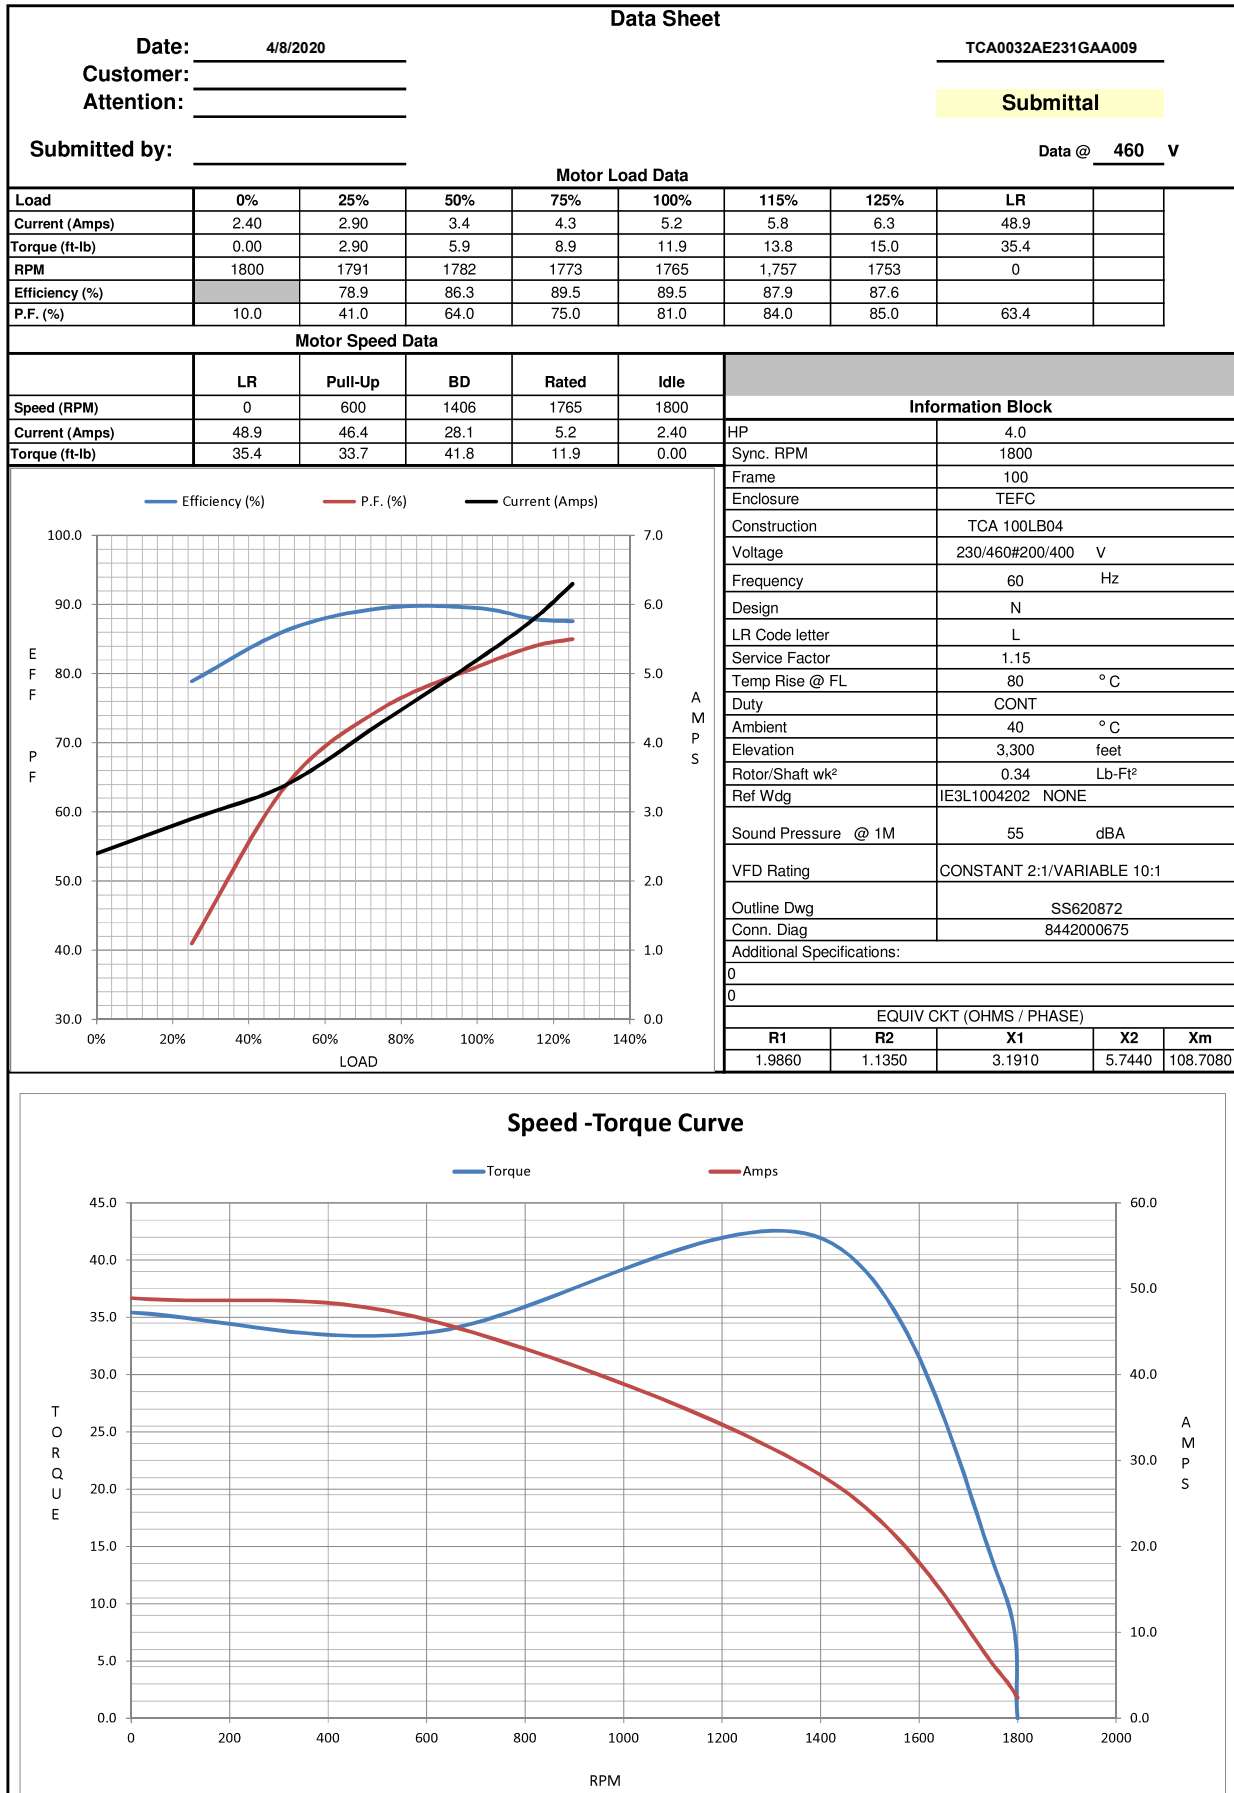 Data Sheet
Date: 4/8/2020 TCA0032AE231GAA009
Customer:
Attention: Submittal
Submitted by: Data @ 460 V
Motor Load Data
Load 0% 25% 50% 75% 100% 115% 125% LR
Current (Amps) 2.40 2.90 3.4 4.3 5.2 5.8 6.3 48.9
Torque (ft-lb) 0.00 2.90 5.9 8.9 11.9 13.8 15.0 35.4
RPM 1800 1791 1782 1773 1765 1,757 1753 0
Efficiency (%) 78.9 86.3 89.5 89.5 87.9 87.6
P.F. (%) 10.0 41.0 64.0 75.0 81.0 84.0 85.0 63.4
Motor Speed Data
LR Pull-Up BD Rated Idle
Speed (RPM) 0 600 1406 1765 1800
Current (Amps) 48.9 46.4 28.1 5.2 2.40
Torque (ft-lb) 35.4 33.7 41.8 11.9 0.00
Information Block
HP 4.0
Sync. RPM 1800
Frame 100
Enclosure TEFC
Construction TCA 100LB04
Voltage 230/460#200/400 V
Frequency 60 Hz
Design N
LR Code letter L
Service Factor 1.15
Temp Rise @ FL 80 ° C
Duty CONT
Ambient 40 ° C
Elevation 3,300 feet
Rotor/Shaft wk² 0.34 Lb-Ft²
Ref Wdg IE3L1004202 NONE
Sound Pressure @ 1M 55 dBA
VFD Rating CONSTANT 2:1/VARIABLE 10:1
Outline Dwg SS620872
Conn. Diag 8442000675
Additional Specifications:
0
0
EQUIV CKT (OHMS / PHASE)
R1 R2 X1 X2 Xm
1.9860 1.1350 3.1910 5.7440 108.7080
Efficiency (%) P.F. (%) Current (Amps)
100.0 7.0
90.0 6.0
80.0 5.0
70.0 4.0
60.0 3.0
50.0 2.0
40.0 1.0
30.0 0.0
EFF PF
AMPS
0% 20% 40% 60% 80% 100% 120% 140%
LOAD
Speed -Torque Curve
Torque Amps
45.0 60.0
40.0 50.0
35.0
30.0 40.0
25.0 30.0
20.0
15.0 20.0
10.0 10.0
5.0
0.0 0.0
TORQUE
AMPS
0 200 400 600 800 1000 1200 1400 1600 1800 2000
RPM